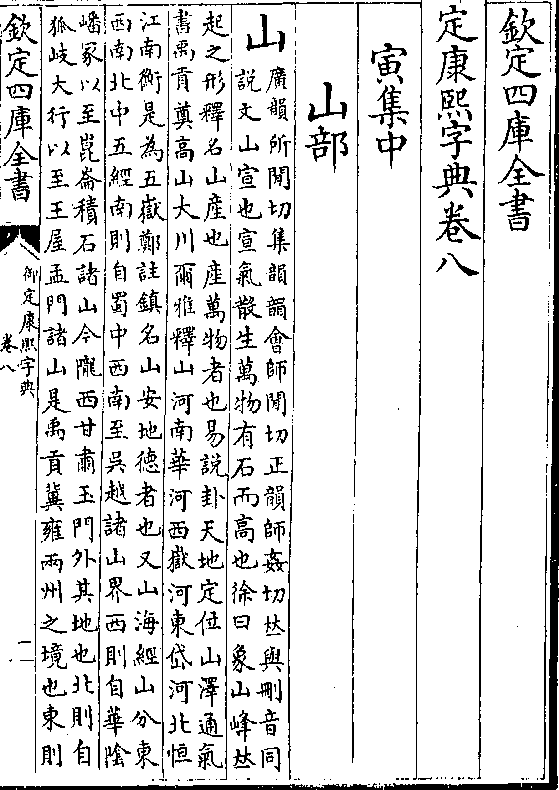 欽定四庫全書
定康熙字典卷八
寅集中
山部
山
廣韻所閒切集韻韻會師閒切正韻師姦切𠀤與刪音同
說文山宣也宣氣散生萬物有石而高也徐曰象山峰𠀤
起之形釋名山産也産萬物者也易說卦天地定位山澤通氣
書禹貢奠高山大川爾雅釋山河南華河西嶽河東岱河北恒
江南衡是為五嶽鄭註鎮名山安地德者也又山海經山分東
西南北中五經南則自蜀中西南至吳越諸山界西則自華陰
嶓冢以至崑崙積石諸山今隴西甘肅玉門外其地也北則自
狐岐大行以至王屋孟門諸山是禹貢冀雍兩州之境也東則
欽定四庫全書
御定康熙字典
卷八
一